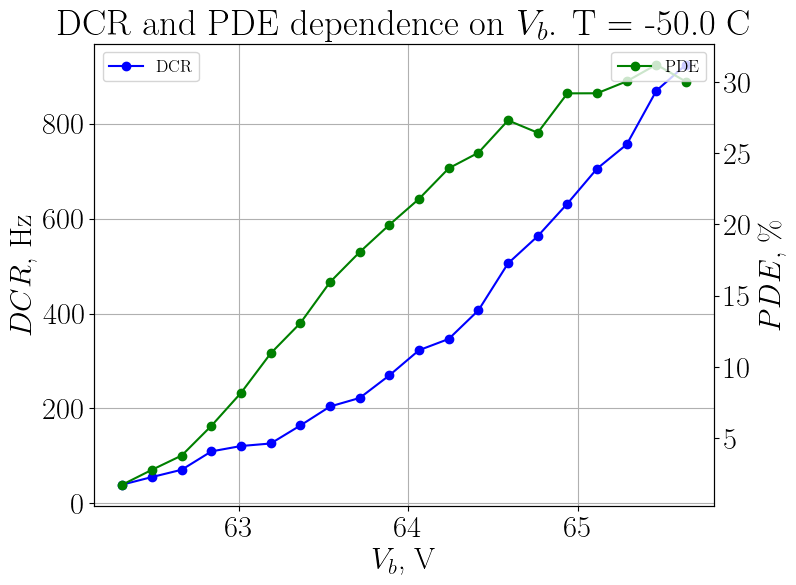 DCR and PDE dependence on V_b. T = -50.0 C
DCR
PDE
800
600
400
200
0
30
25
20
15
10
5
DCR, Hz
PDE, %
63 64 65
V_b, V